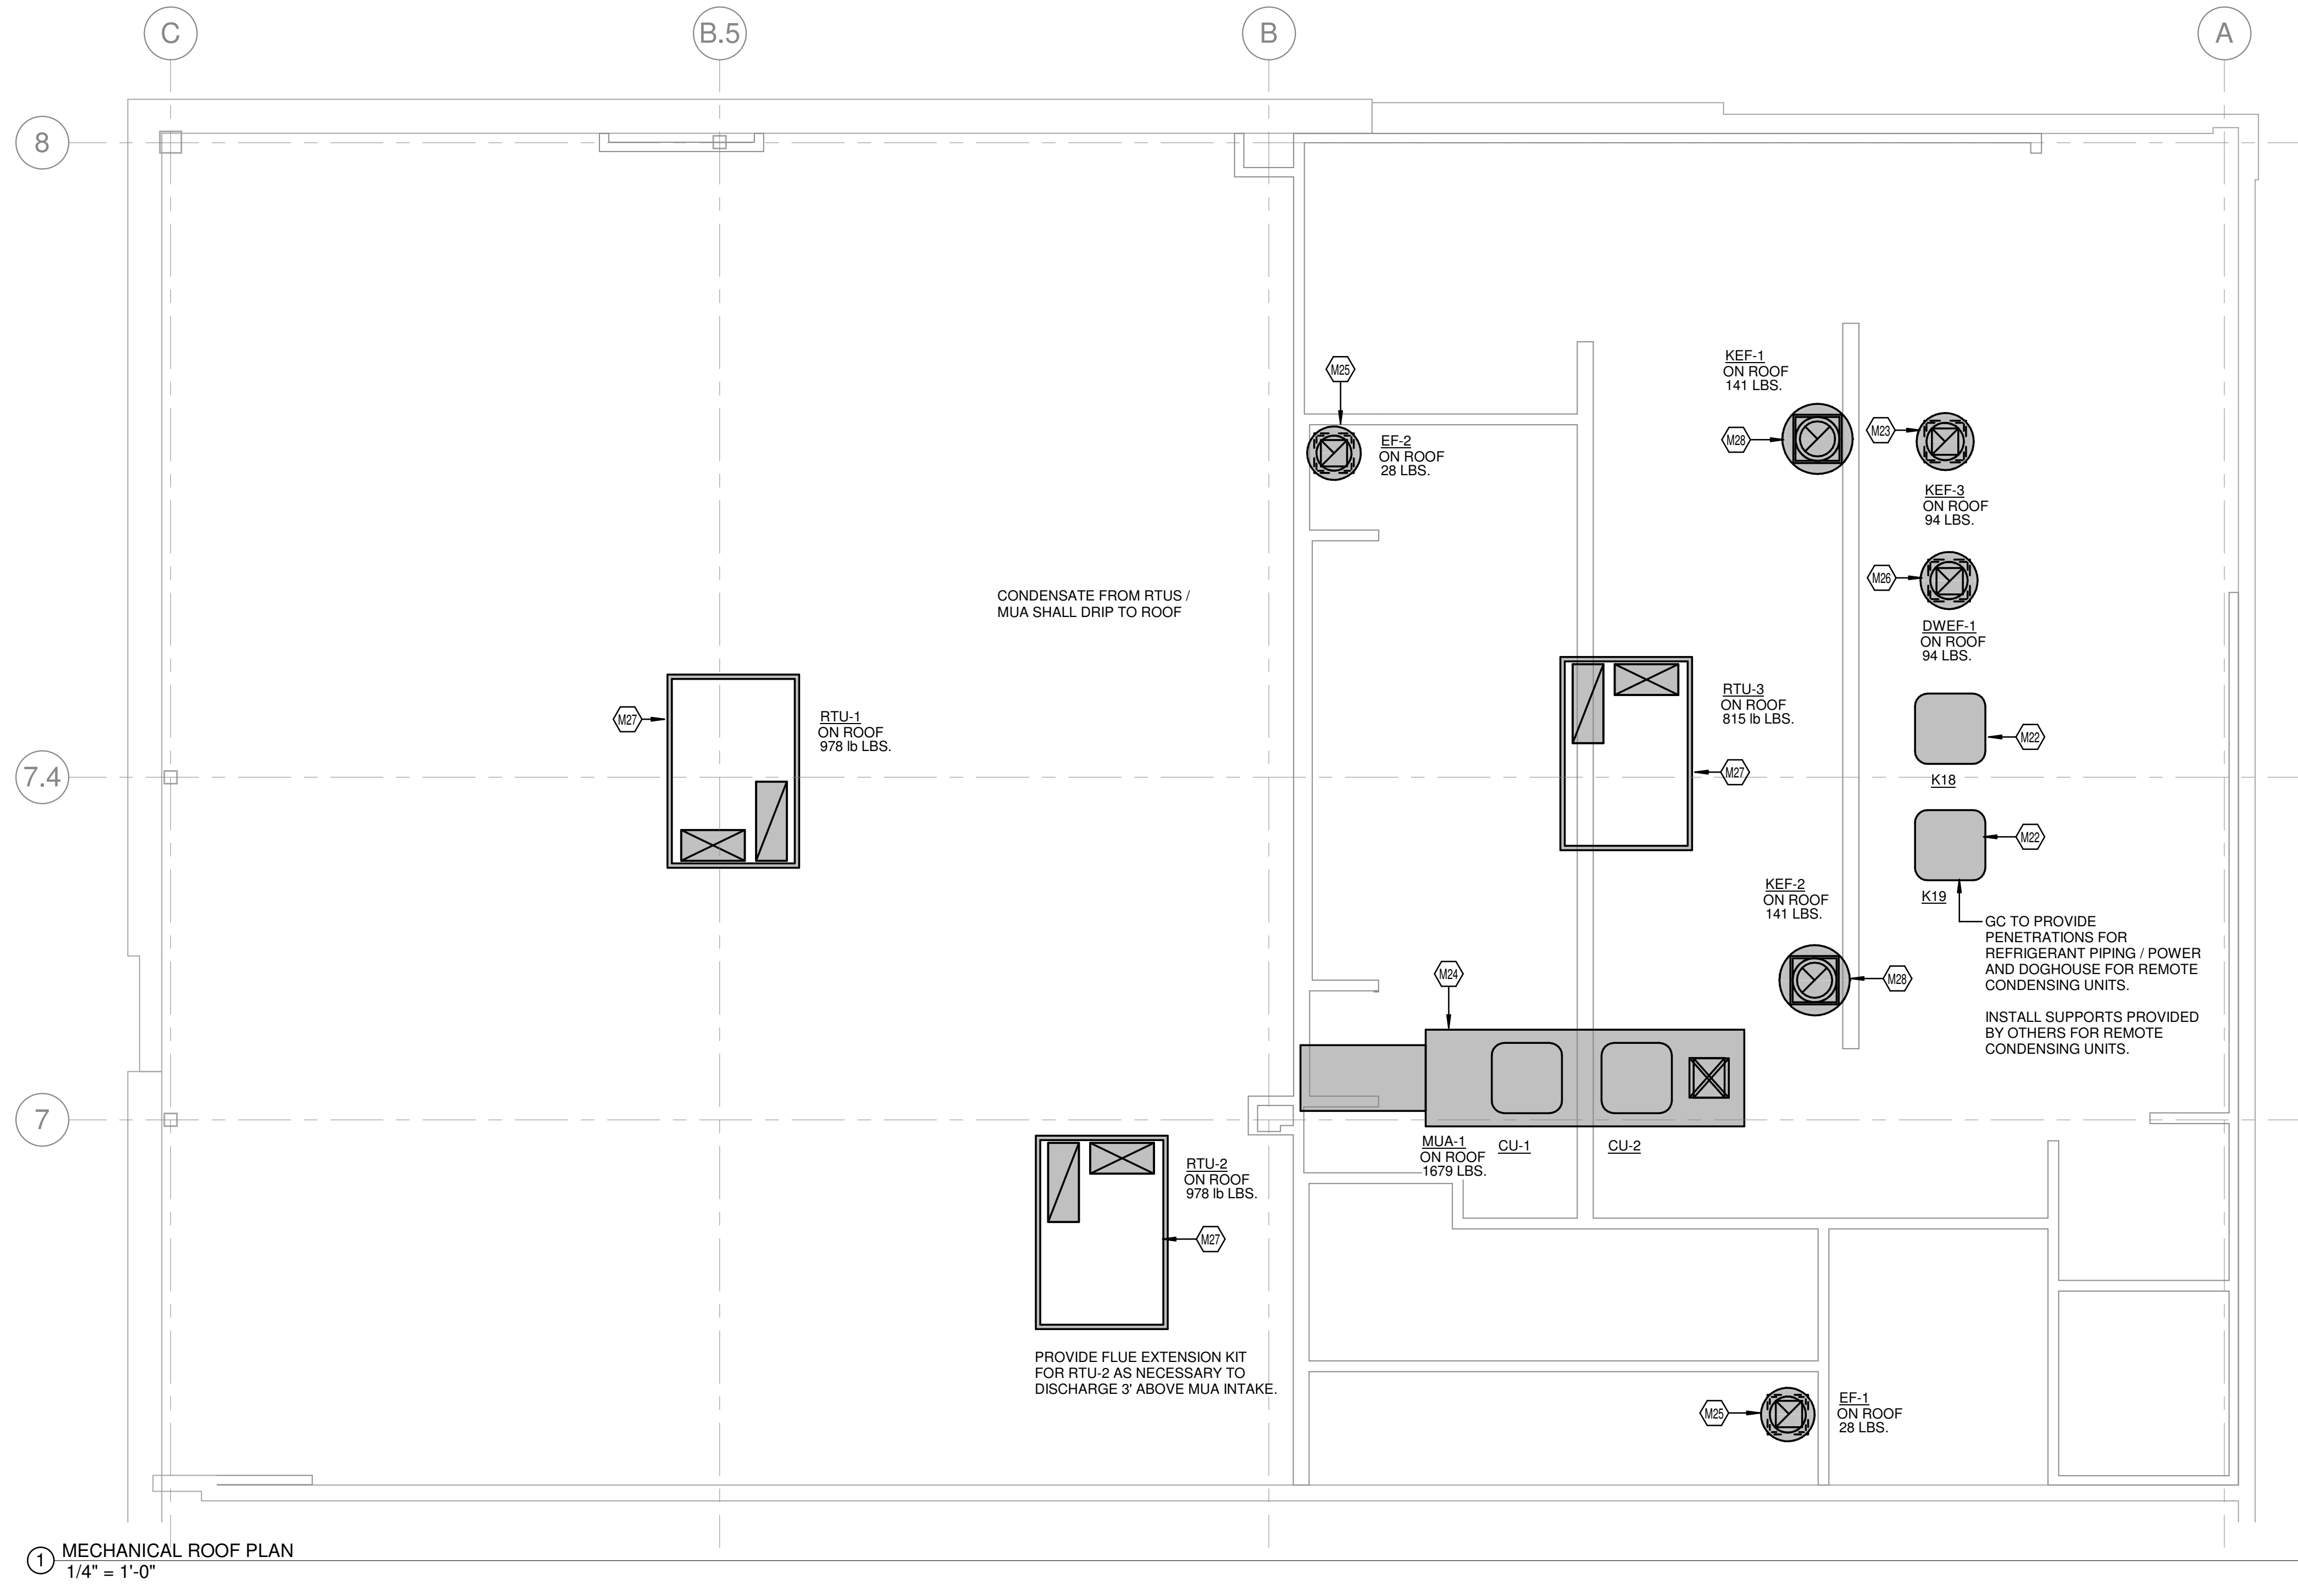 C
B.5
B
A
8
M25
KEF-1
ON ROOF
141 LBS.
M28
M23
EF-2
ON ROOF
28 LBS.
KEF-3
ON ROOF
94 LBS.
M26
CONDENSATE FROM RTUS /
MUA SHALL DRIP TO ROOF
DWEF-1
ON ROOF
94 LBS.
M27
RTU-1
ON ROOF
978 lb LBS.
RTU-3
ON ROOF
815 lb LBS.
M27
M22
K18
7.4
M22
K19
KEF-2
ON ROOF
141 LBS.
M28
GC TO PROVIDE
PENETRATIONS FOR
REFRIGERANT PIPING / POWER
AND DOGHOUSE FOR REMOTE
CONDENSING UNITS.
INSTALL SUPPORTS PROVIDED
BY OTHERS FOR REMOTE
CONDENSING UNITS.
M24
7
MUA-1
ON ROOF
1679 LBS.
CU-1
CU-2
RTU-2
ON ROOF
978 lb LBS.
M27
PROVIDE FLUE EXTENSION KIT
FOR RTU-2 AS NECESSARY TO
DISCHARGE 3' ABOVE MUA INTAKE.
M25
EF-1
ON ROOF
28 LBS.
1
MECHANICAL ROOF PLAN
1/4" = 1'-0"